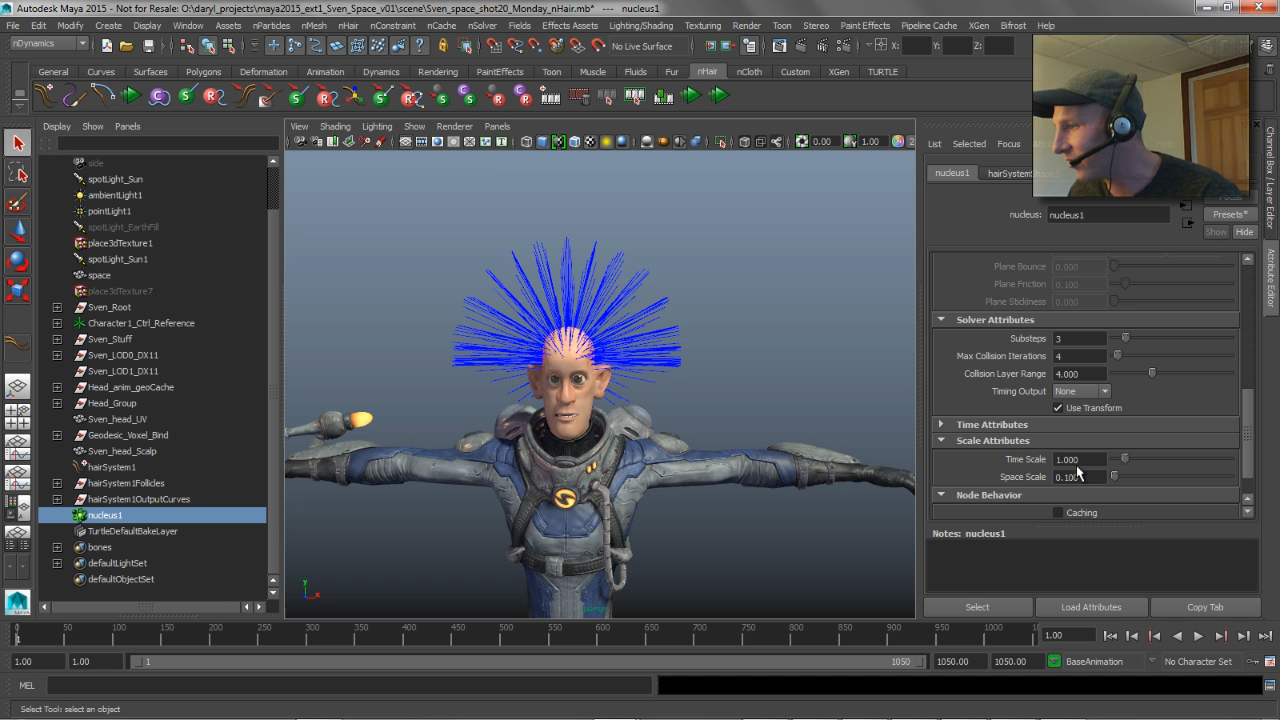 Autodesk Maya 2015 - Not for Resale: O:\daryl_projects\maya2015_ext1_Sven_Space_v01\scene\Sven_space_shot20_Monday_nHair.mb* --- nucleus1
File Edit Modify Create Display Window Assets nParticles nMesh nHair nConstraint nCache nSolver Fields Effects Assets Lighting/Shading Texturing Render Toon Stereo Paint Effects Pipeline Cache XGen Bifrost Help
nDynamics No Live Surface X: Y: Z:
General Curves Surfaces Polygons Deformation Animation Dynamics Rendering PaintEffects Toon Muscle Fluids Fur nHair nCloth Custom XGen TURTLE
Display Show Panels
View Shading Lighting Show Renderer Panels
0.00 1.00
List Selected Focus
nucleus1
nucleus: nucleus1
Focus
Presets*
Show Hide
Channel Box / Layer Editor
Attribute Editor
side
spotLight_Sun
ambientLight1
pointLight1
spotLight_EarthFill
place3dTexture1
spotLight_Sun1
space
place3dTexture7
Sven_Root
Character1_Ctrl_Reference
Sven_Stuff
Sven_LOD0_DX11
Sven_LOD1_DX11
Head_anim_geoCache
Head_Group
Sven_head_UV
Geodesic_Voxel_Bind
Sven_head_Scalp
hairSystem1
hairSystem1Follicles
hairSystem1OutputCurves
nucleus1
TurtleDefaultBakeLayer
bones
defaultLightSet
defaultObjectSet
persp
Plane Bounce 0.000
Plane Friction 0.100
Plane Stickiness 0.000
Solver Attributes
Substeps 3
Max Collision Iterations 4
Collision Layer Range 4.000
Timing Output None
Use Transform
Time Attributes
Scale Attributes
Time Scale 1.000
Space Scale 0.100
Node Behavior
Caching
Notes: nucleus1
Select Load Attributes Copy Tab
0 50 100 150 200 250 300 350 400 450 500 550 600 650 700 750 800 850 900 950 1000
1 1.00
1.00 1.00 1 1050 1050.00 1050.00 BaseAnimation No Character Set
MEL
Select Tool: select an object